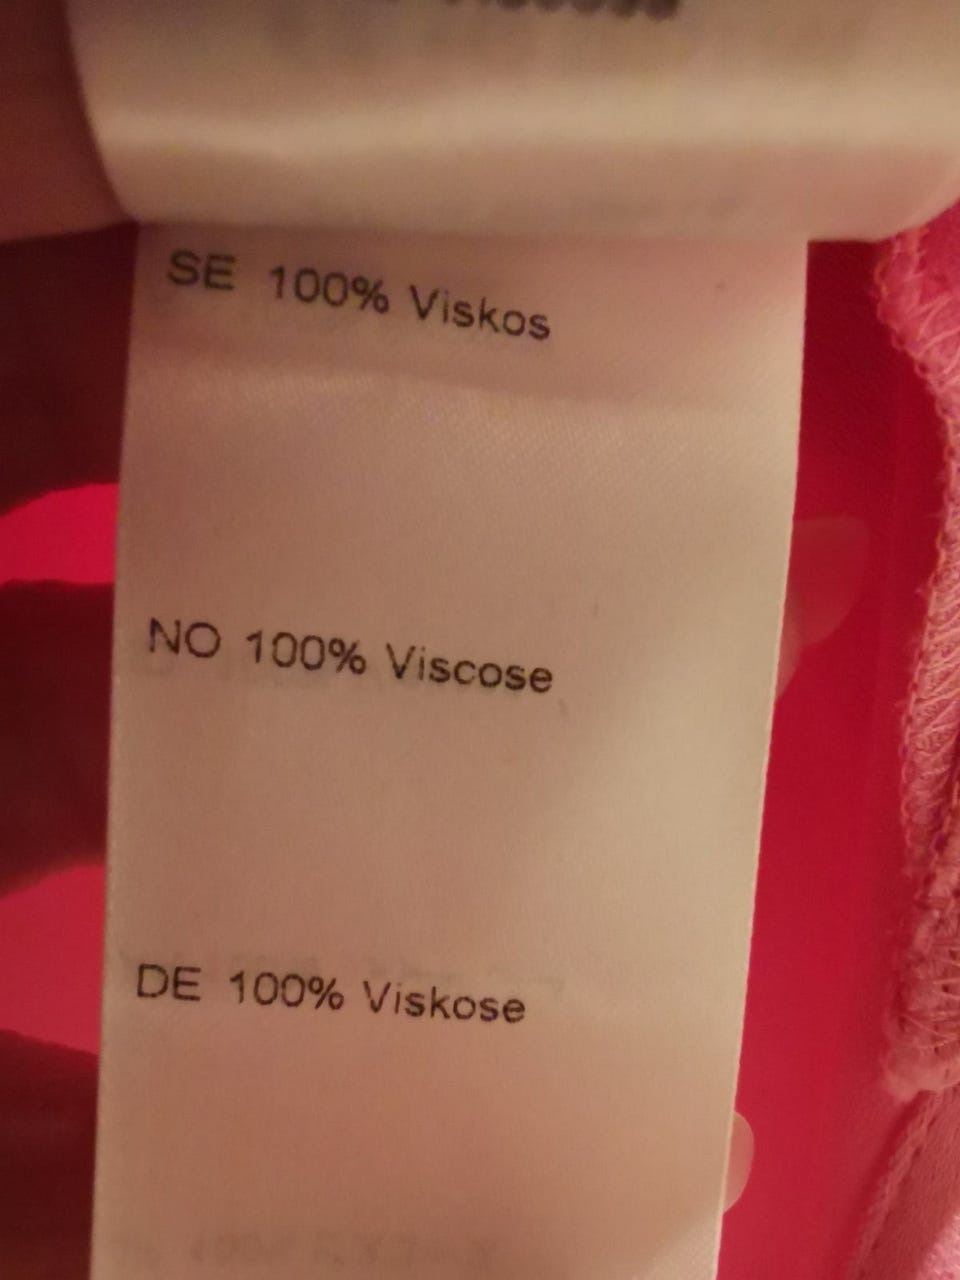 SE 100% Viskos
NO 100% Viscose
DE 100% Viskose